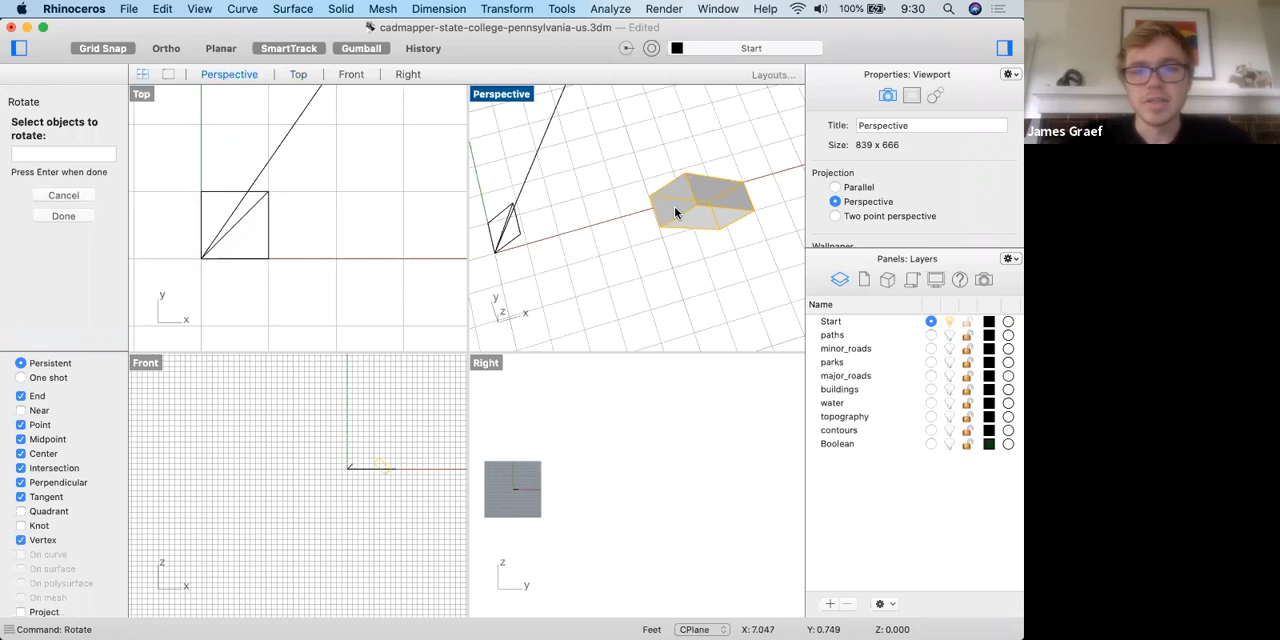 Rhinoceros File Edit View Curve Surface Solid Mesh Dimension Transform Tools Analyze Render Window Help 100% 9:30
cadmapper-state-college-pennsylvania-us.3dm — Edited
Grid Snap Ortho Planar SmartTrack Gumball History Start
Perspective Top Front Right Layouts...
Properties: Viewport
Rotate
Select objects to
rotate:
Press Enter when done
Cancel
Done
Top
y
x
Perspective
y
z
x
Title: Perspective
Size: 839 x 666
Projection
Parallel
Perspective
Two point perspective
Wallpaper
James Graef
Persistent
One shot
End
Near
Point
Midpoint
Center
Intersection
Perpendicular
Tangent
Quadrant
Knot
Vertex
On curve
On surface
On polysurface
On mesh
Project
Front
z
x
Right
z
y
Panels: Layers
Name
Start
paths
minor_roads
parks
major_roads
buildings
water
topography
contours
Boolean
Command: Rotate
Feet CPlane X: 7.047 Y: 0.749 Z: 0.000